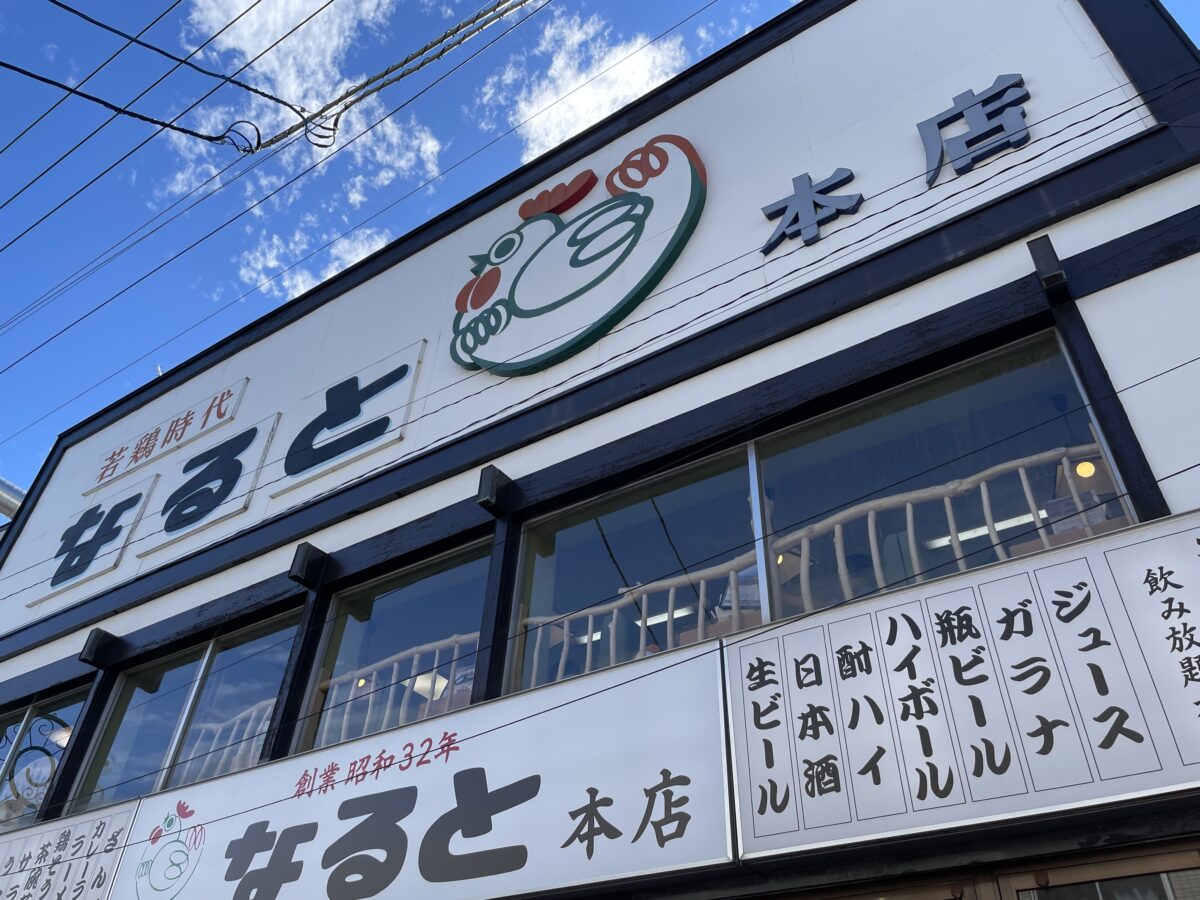 若鶏時代
なると
本店
創業 昭和32年
なると 本店
飲み放題
ジュース
ガラナ
瓶ビール
ハイボール
酎ハイ
日本酒
生ビール